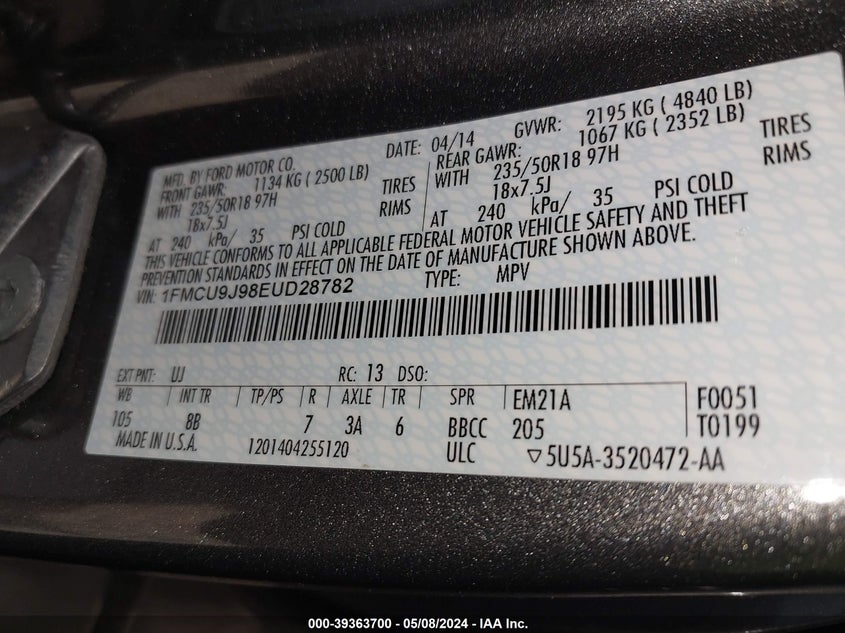 MFD. BY FORD MOTOR CO. DATE: 04/14 GVWR: 2195 KG ( 4840 LB)
FRONT GAWR: 1134 KG ( 2500 LB) REAR GAWR: 1067 KG ( 2352 LB)
WITH 235/50R18 97H TIRES WITH 235/50R18 97H TIRES
18x7.5J RIMS 18x7.5J RIMS
AT 240 kPa/ 35 PSI COLD AT 240 kPa/ 35 PSI COLD
THIS VEHICLE CONFORMS TO ALL APPLICABLE FEDERAL MOTOR VEHICLE SAFETY AND THEFT
PREVENTION STANDARDS IN EFFECT ON THE DATE OF MANUFACTURE SHOWN ABOVE.
VIN: 1FMCU9J98EUD28782 TYPE: MPV
EXT PNT: UJ RC: 13 DSO:
WB INT TR TP/PS R AXLE TR SPR EM21A F0051
105 8B 7 3A 6 BBCC 205 T0199
MADE IN U.S.A. 1201404255120 ULC ▽5U5A-3520472-AA
000-39363700 - 05/08/2024 - IAA Inc.